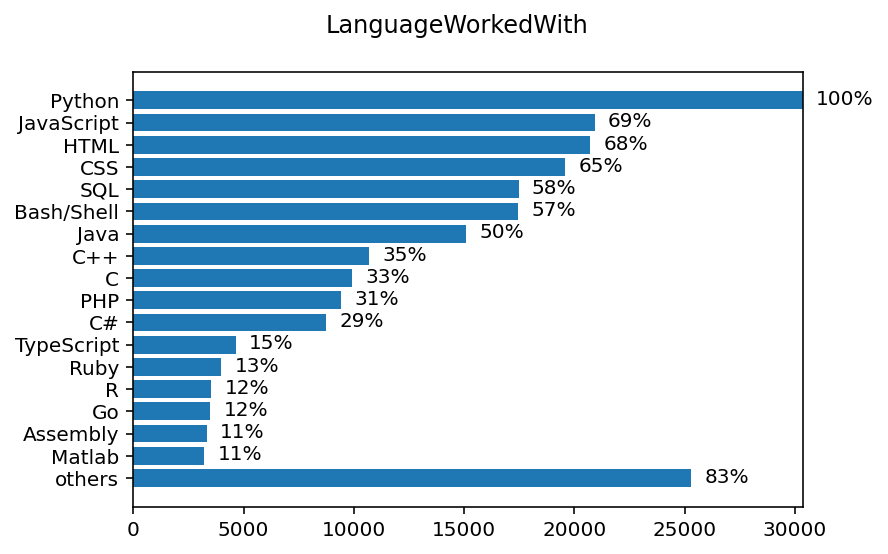 LanguageWorkedWith
Python 100%
JavaScript 69%
HTML 68%
CSS 65%
SQL 58%
Bash/Shell 57%
Java 50%
C++ 35%
C 33%
PHP 31%
C# 29%
TypeScript 15%
Ruby 13%
R 12%
Go 12%
Assembly 11%
Matlab 11%
others 83%
0 5000 10000 15000 20000 25000 30000